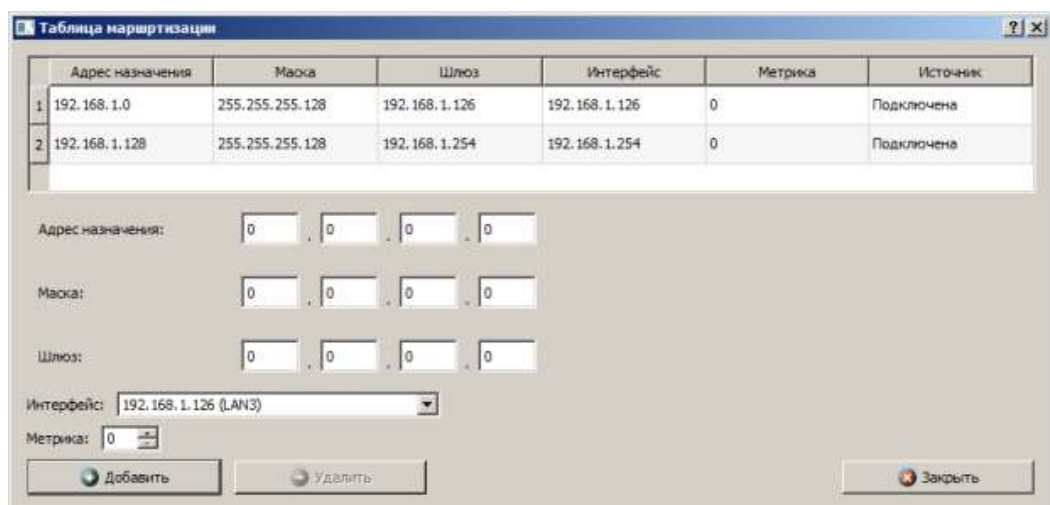 Таблица маршртизации
Адрес назначения Маска Шлюз Интерфейс Метрика Источник
1 192.168.1.0 255.255.255.128 192.168.1.126 192.168.1.126 0 Подключена
2 192.168.1.128 255.255.255.128 192.168.1.254 192.168.1.254 0 Подключена
Адрес назначения: 0 . 0 . 0 . 0
Маска: 0 . 0 . 0 . 0
Шлюз: 0 . 0 . 0 . 0
Интерфейс: 192.168.1.126 (LAN3)
Метрика: 0
Добавить Удалить Закрыть